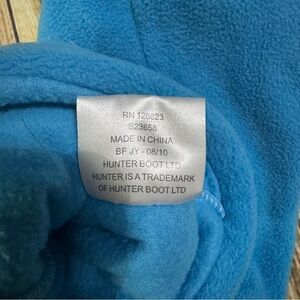 RN 126623
S23658
MADE IN CHINA
BF JY - 08/10
HUNTER BOOT LTD
HUNTER IS A TRADEMARK
OF HUNTER BOOT LTD